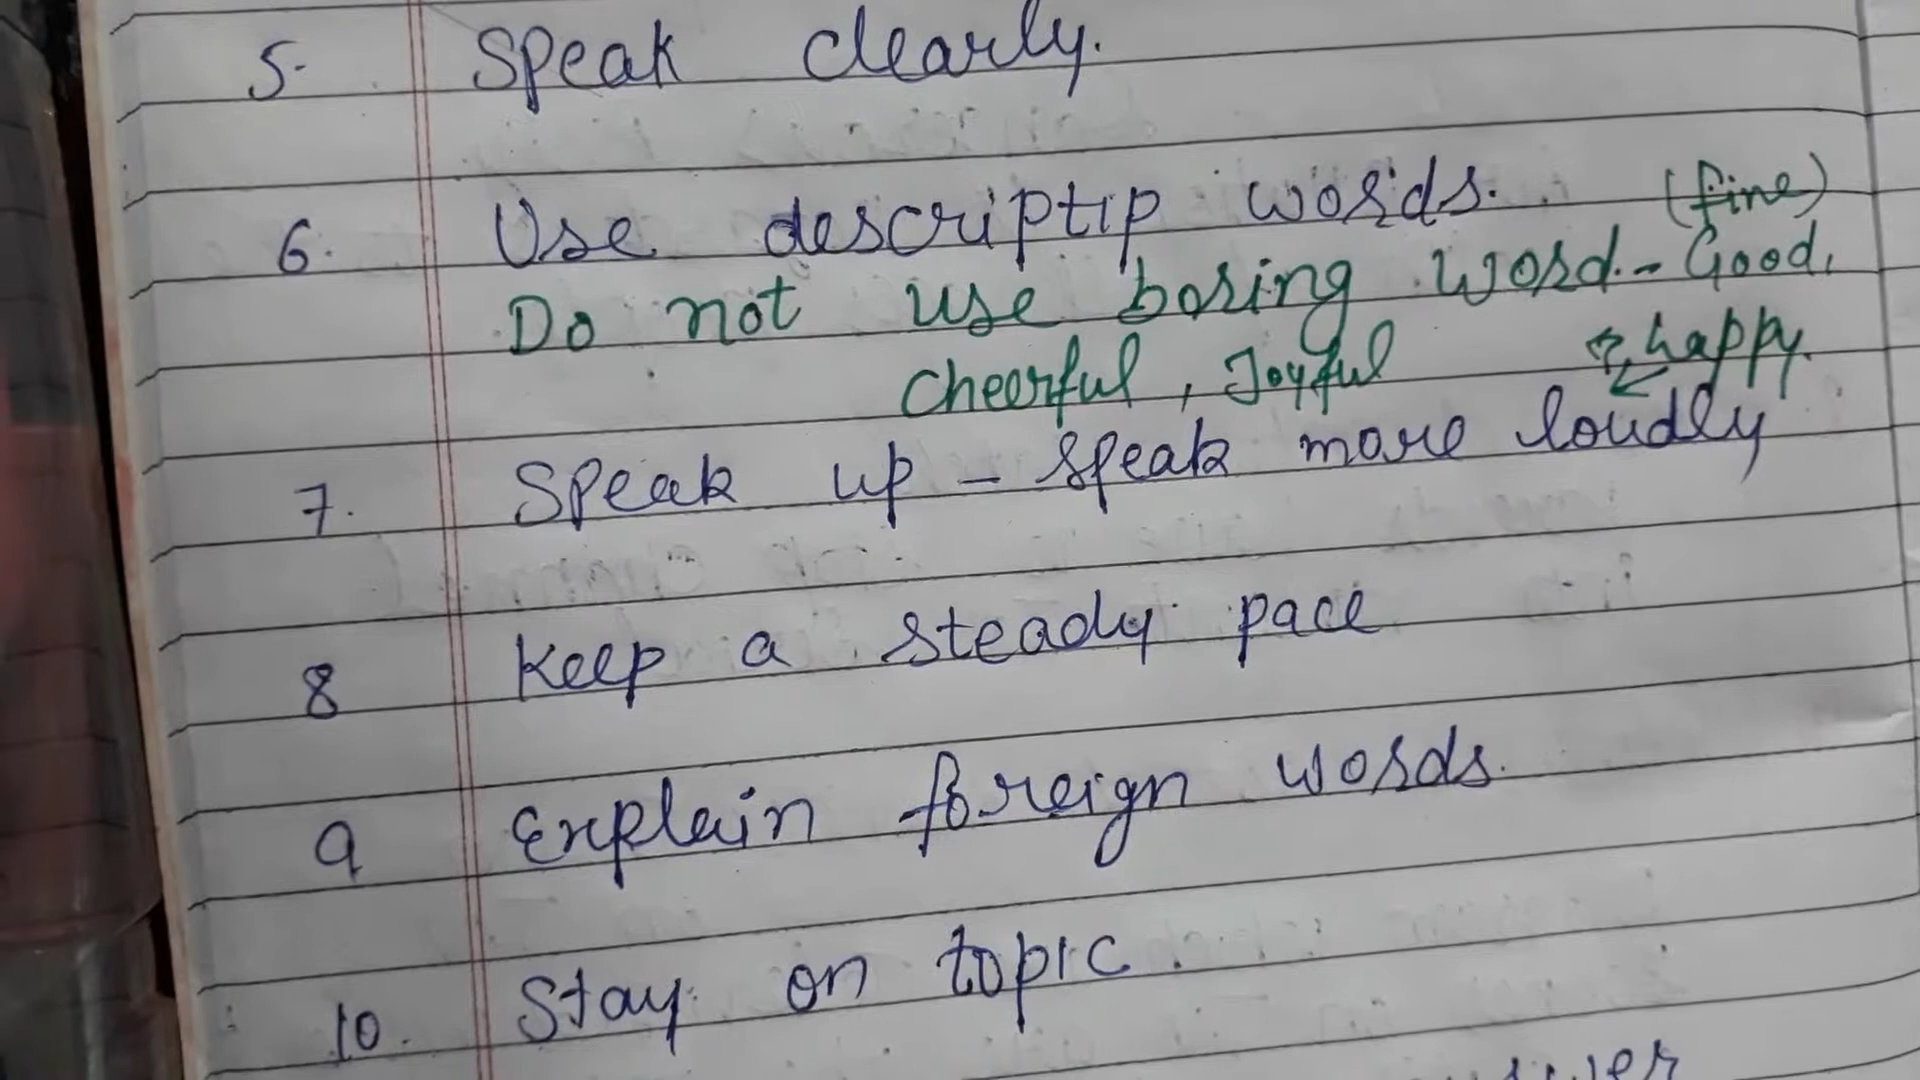 5. Speak clearly.
6. Use descriptip words. (fine)
Do not use boring word. - Good.
Cheerful, Joyful ← happy.
7. Speak up - speak more loudly
8 Keep a steady pace
9 Explain foreign words.
10. Stay on topic.